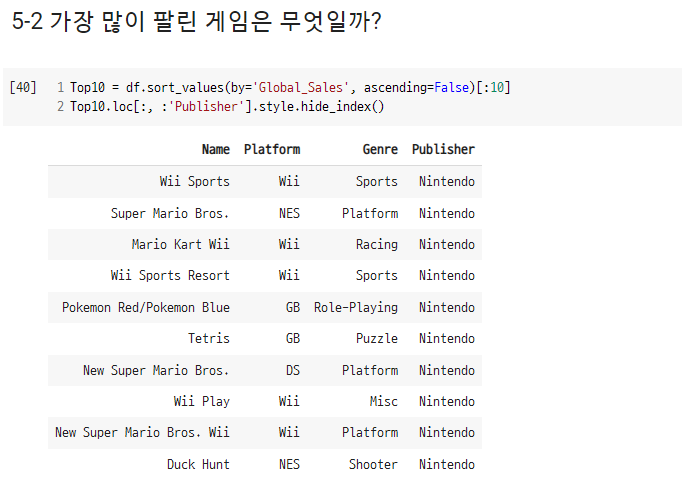 5-2 가장 많이 팔린 게임은 무엇일까?
[40] 1 Top10 = df.sort_values(by='Global_Sales', ascending=False)[:10]
2 Top10.loc[:, :'Publisher'].style.hide_index()
Name Platform Genre Publisher
Wii Sports Wii Sports Nintendo
Super Mario Bros. NES Platform Nintendo
Mario Kart Wii Wii Racing Nintendo
Wii Sports Resort Wii Sports Nintendo
Pokemon Red/Pokemon Blue GB Role-Playing Nintendo
Tetris GB Puzzle Nintendo
New Super Mario Bros. DS Platform Nintendo
Wii Play Wii Misc Nintendo
New Super Mario Bros. Wii Wii Platform Nintendo
Duck Hunt NES Shooter Nintendo